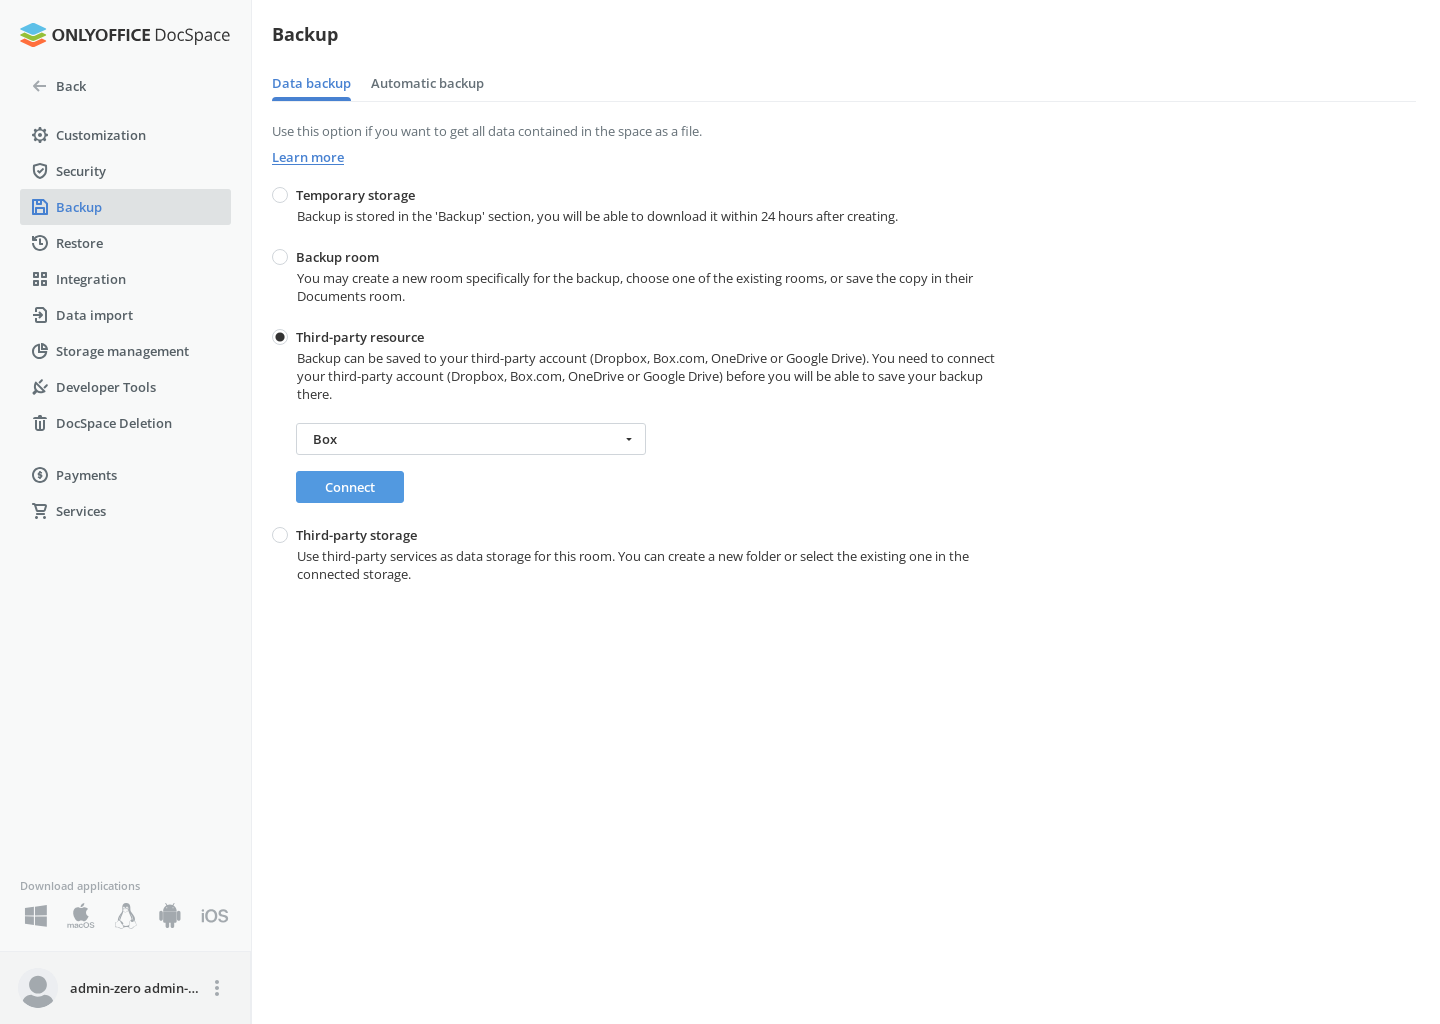 ONLYOFFICE DocSpace
Back
Customization
Security
Backup
Restore
Integration
Data import
Storage management
Developer Tools
DocSpace Deletion
Payments
Services
Download applications
macOS
iOS
admin-zero admin-...
Backup
Data backup
Automatic backup
Use this option if you want to get all data contained in the space as a file.
Learn more
Temporary storage
Backup is stored in the 'Backup' section, you will be able to download it within 24 hours after creating.
Backup room
You may create a new room specifically for the backup, choose one of the existing rooms, or save the copy in their
Documents room.
Third-party resource
Backup can be saved to your third-party account (Dropbox, Box.com, OneDrive or Google Drive). You need to connect
your third-party account (Dropbox, Box.com, OneDrive or Google Drive) before you will be able to save your backup
there.
Box
Connect
Third-party storage
Use third-party services as data storage for this room. You can create a new folder or select the existing one in the
connected storage.